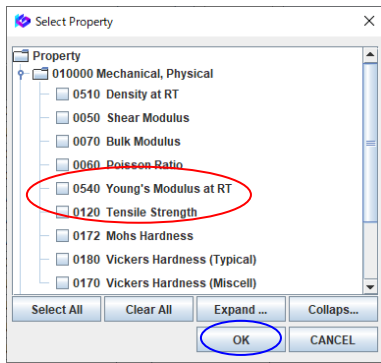 Select Property
Property
010000 Mechanical, Physical
0510 Density at RT
0050 Shear Modulus
0070 Bulk Modulus
0060 Poisson Ratio
0540 Young's Modulus at RT
0120 Tensile Strength
0172 Mohs Hardness
0180 Vickers Hardness (Typical)
0170 Vickers Hardness (Miscell)
Select All Clear All Expand ... Collaps...
OK CANCEL